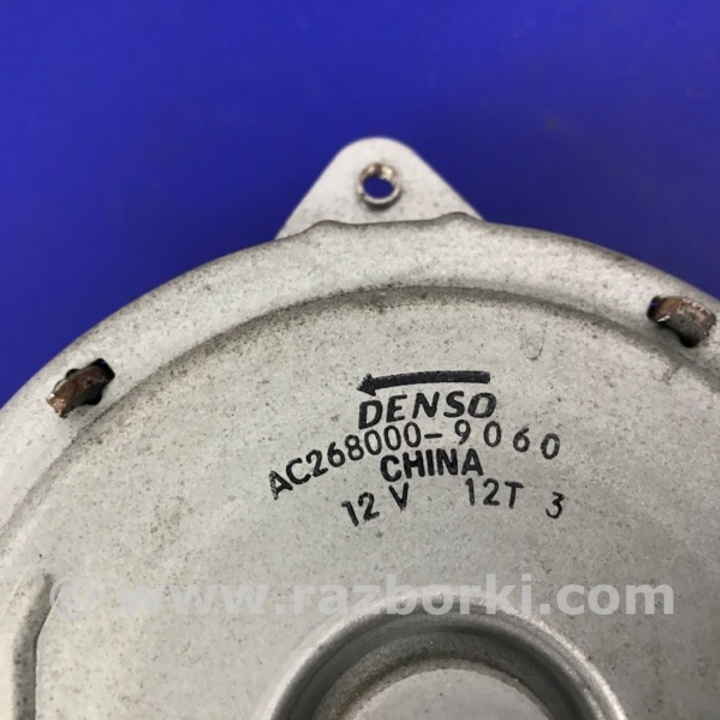 DENSO
AC268000-9060
CHINA
12V 12T 3
© www.razborki.com